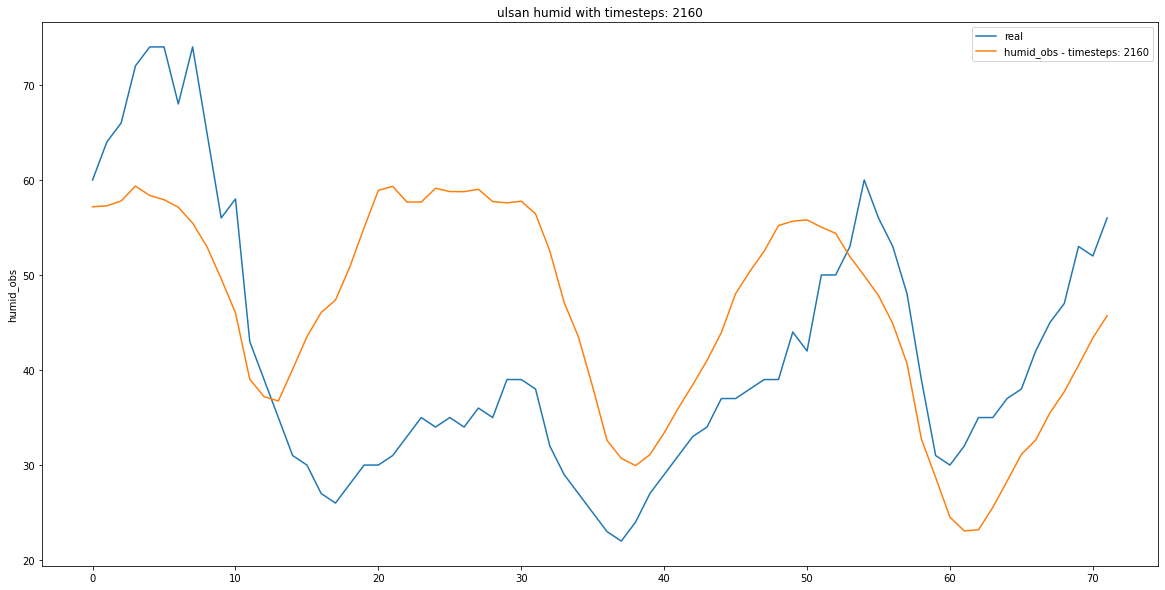 ulsan humid with timesteps: 2160
real
humid_obs - timesteps: 2160
humid_obs
70
60
50
40
30
20
0 10 20 30 40 50 60 70